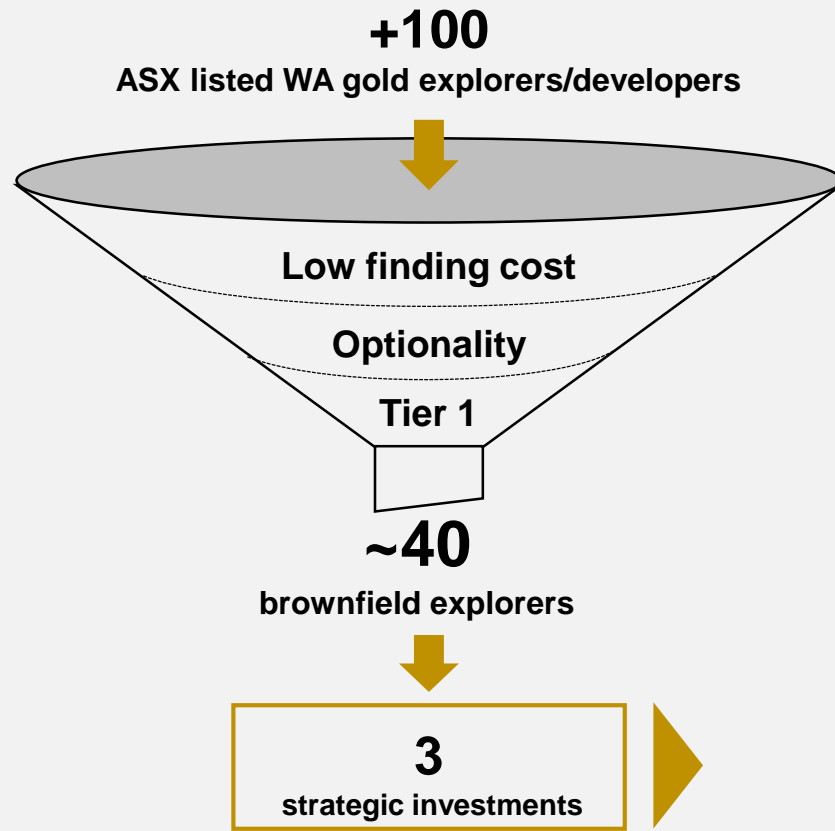 +100
ASX listed WA gold explorers/developers
Low finding cost
Optionality
Tier 1
~40
brownfield explorers
3
strategic investments